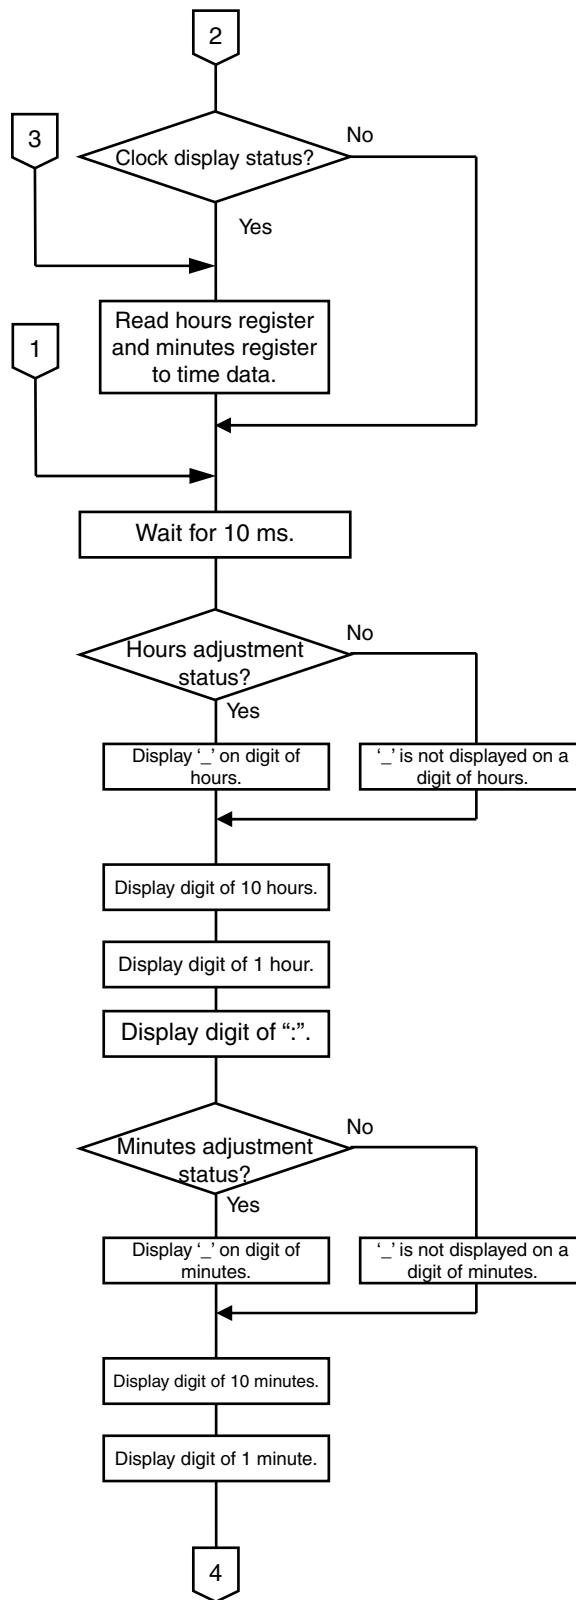 2
3
Clock display status?
No
Yes
Read hours register
and minutes register
to time data.
1
Wait for 10 ms.
Hours adjustment
status?
No
Yes
Display ‘_’ on digit of
hours.
‘_’ is not displayed on a
digit of hours.
Display digit of 10 hours.
Display digit of 1 hour.
Display digit of “:”.
Minutes adjustment
status?
No
Yes
Display ‘_’ on digit of
minutes.
‘_’ is not displayed on a
digit of minutes.
Display digit of 10 minutes.
Display digit of 1 minute.
4